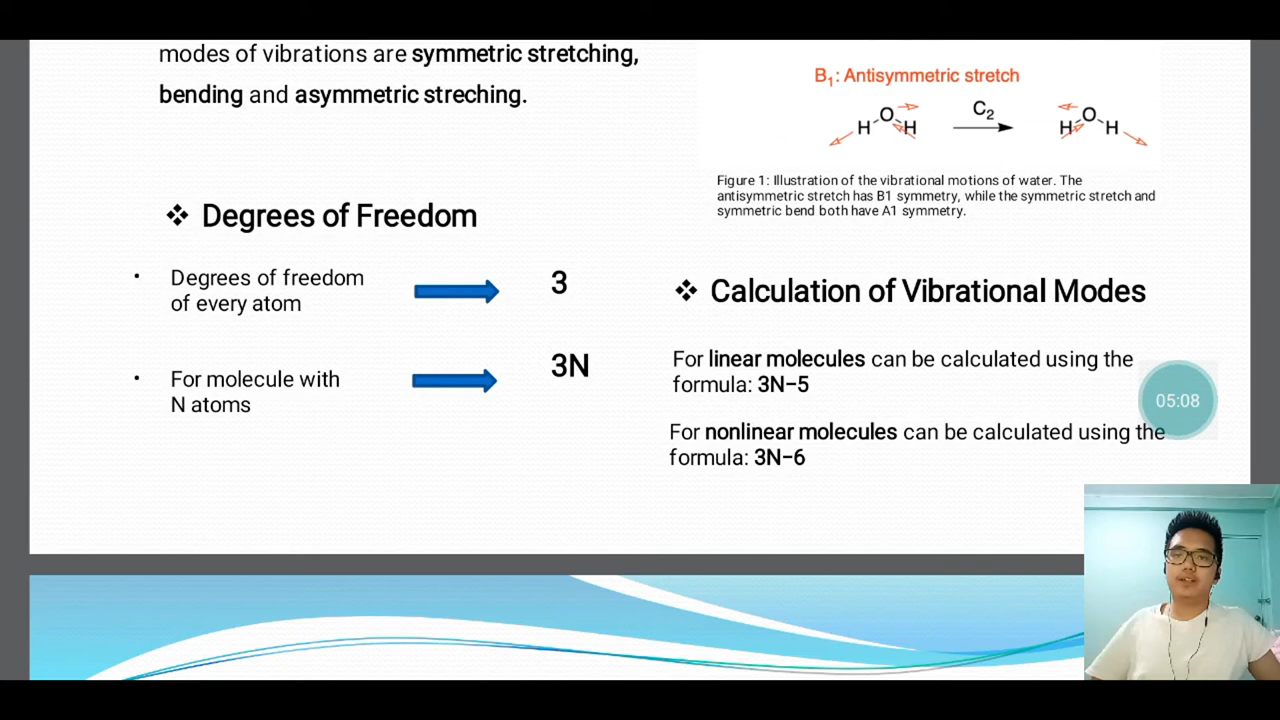 modes of vibrations are symmetric stretching,
bending and asymmetric streching.
B₁: Antisymmetric stretch
H O H C₂ H O H
Figure 1: Illustration of the vibrational motions of water. The
antisymmetric stretch has B1 symmetry, while the symmetric stretch and
symmetric bend both have A1 symmetry.
❖ Degrees of Freedom
• Degrees of freedom
of every atom
3
• For molecule with
N atoms
3N
❖ Calculation of Vibrational Modes
For linear molecules can be calculated using the
formula: 3N−5
For nonlinear molecules can be calculated using the
formula: 3N−6
05:08